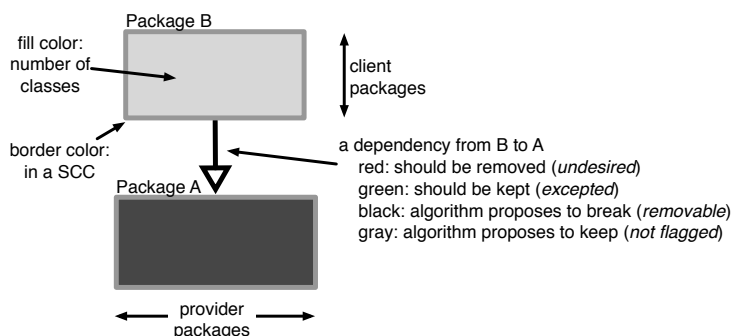 Package B
fill color:
number of
classes
client
packages
border color:
in a SCC
a dependency from B to A
red: should be removed (undesired)
green: should be kept (excepted)
black: algorithm proposes to break (removable)
gray: algorithm proposes to keep (not flagged)
Package A
provider
packages